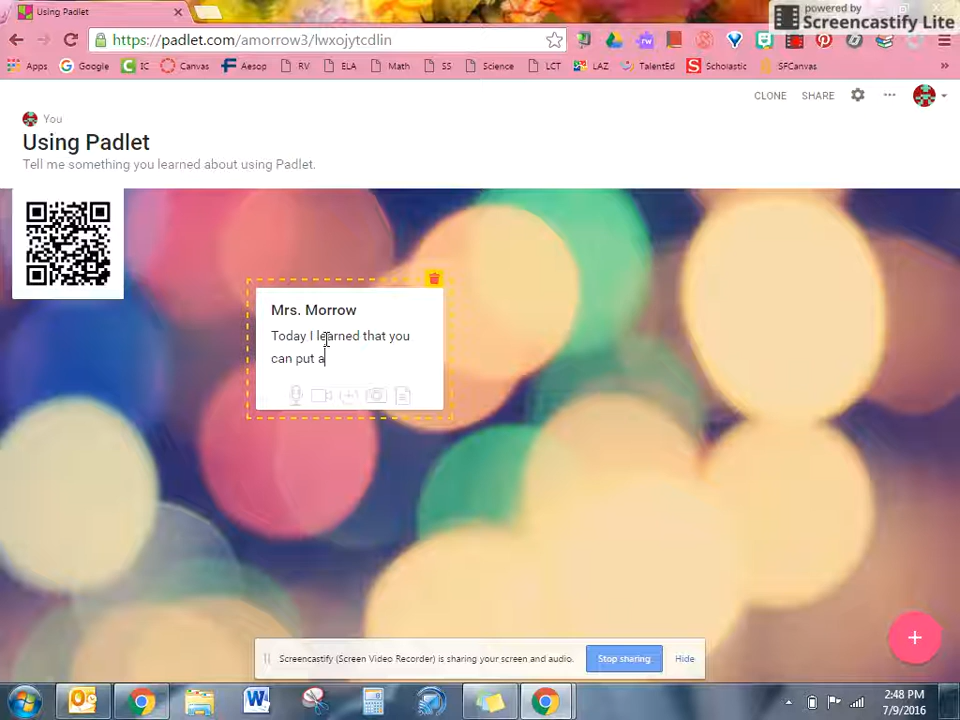 Using Padlet
powered by
Screencastify Lite
https://padlet.com/amorrow3/lwxojytcdlin
Apps Google IC Canvas Aesop RV ELA Math SS Science LCT LAZ TalentEd Scholastic SFCanvas »
CLONE SHARE
You
Using Padlet
Tell me something you learned about using Padlet.
Mrs. Morrow
Today I learned that you
can put a
Screencastify (Screen Video Recorder) is sharing your screen and audio. Stop sharing Hide
2:48 PM
7/9/2016